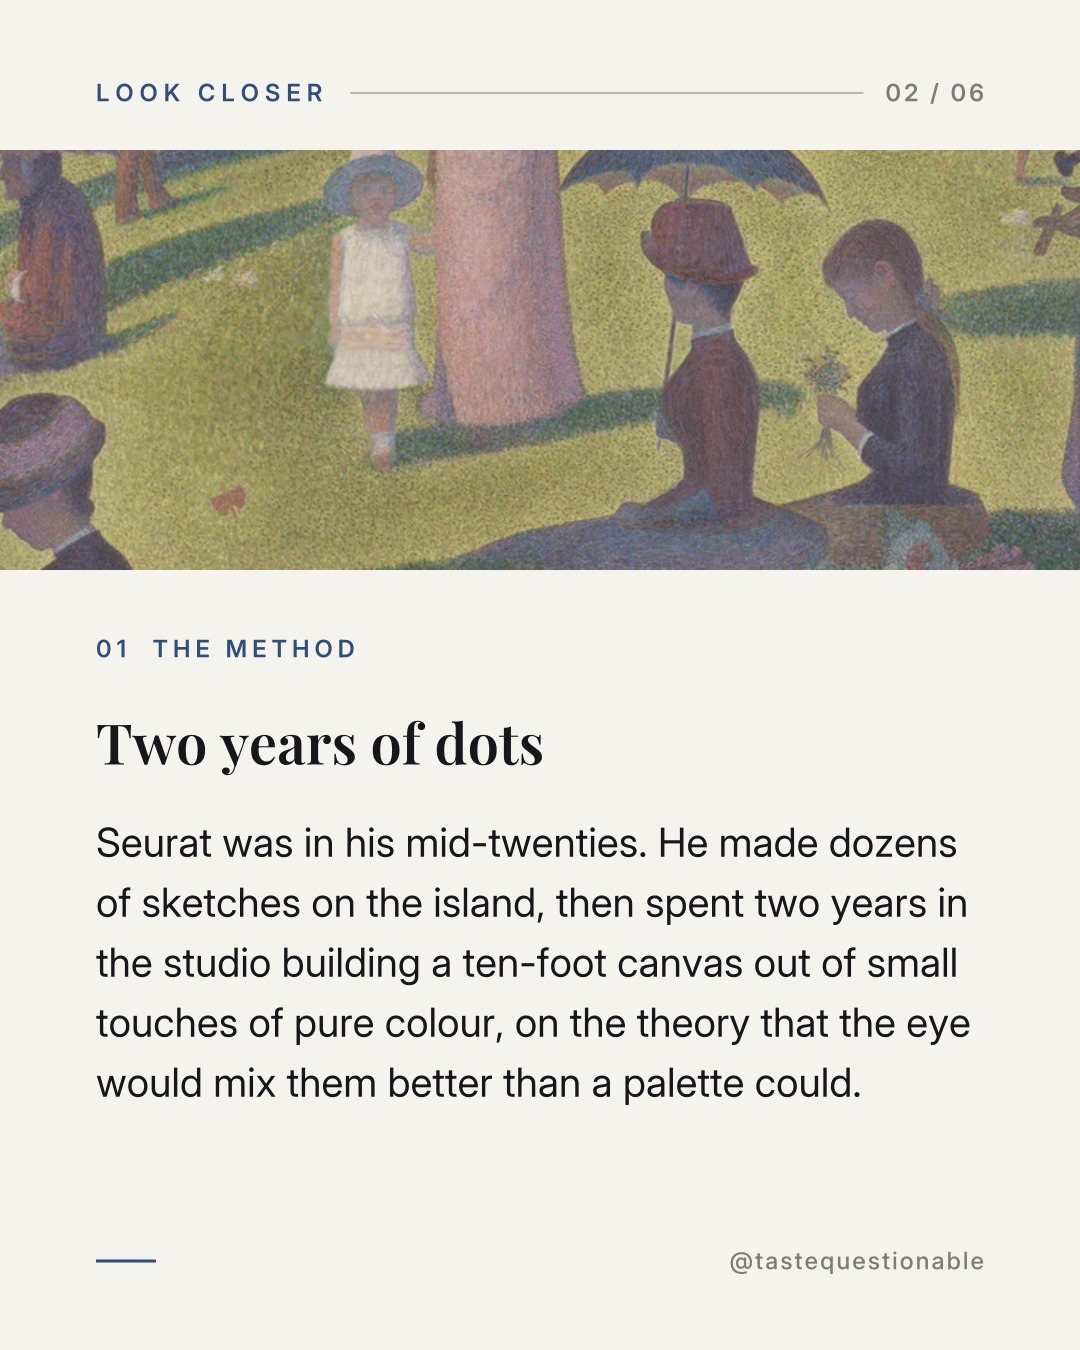 LOOK CLOSER 02 / 06
01 THE METHOD
Two years of dots
Seurat was in his mid-twenties. He made dozens
of sketches on the island, then spent two years in
the studio building a ten-foot canvas out of small
touches of pure colour, on the theory that the eye
would mix them better than a palette could.
@tastequestionable